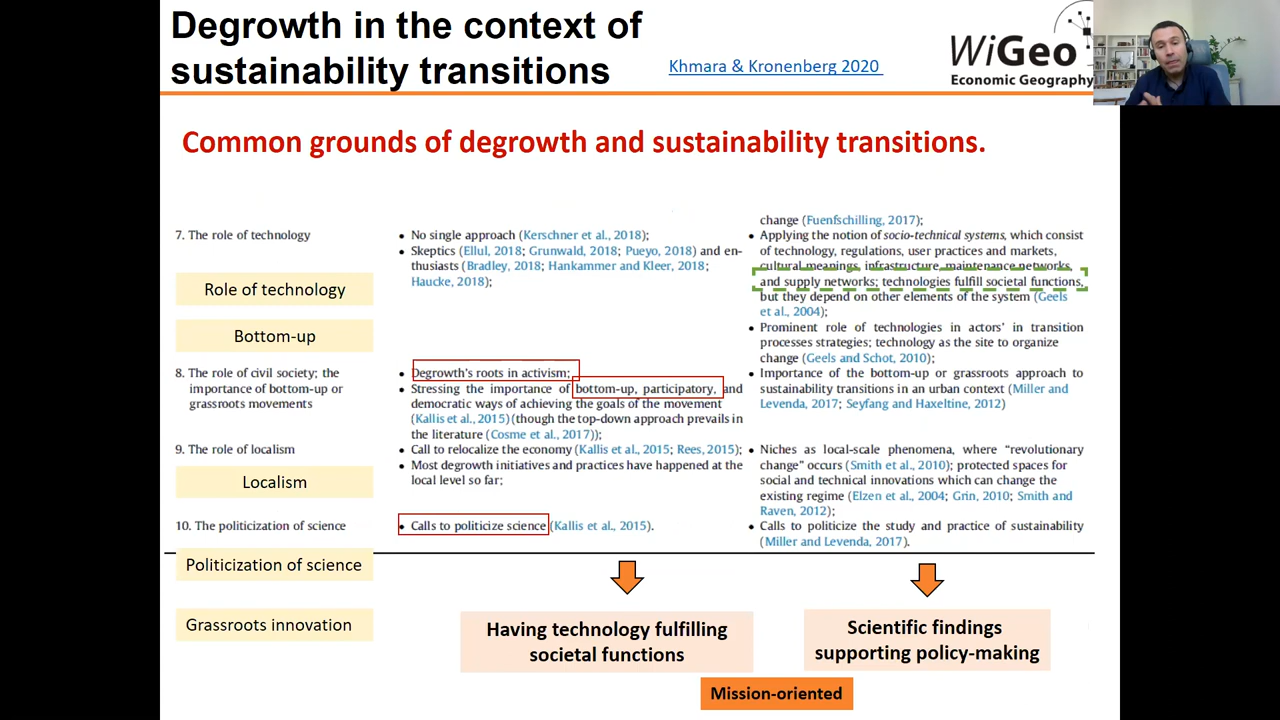 Degrowth in the context of
sustainability transitions
Khmara & Kronenberg 2020
WiGeo
Economic Geography
Common grounds of degrowth and sustainability transitions.
change (Fuenfschilling, 2017);
7. The role of technology
• No single approach (Kerschner et al., 2018);
• Skeptics (Ellul, 2018; Grunwald, 2018; Pueyo, 2018) and en-
thusiasts (Bradley, 2018; Hankammer and Kleer, 2018;
Haucke, 2018);
• Applying the notion of socio-technical systems, which consist
of technology, regulations, user practices and markets,
cultural meanings, infrastructure, maintenance networks,
and supply networks; technologies fulfill societal functions,
but they depend on other elements of the system (Geels
et al., 2004);
• Prominent role of technologies in actors' in transition
processes strategies; technology as the site to organize
change (Geels and Schot, 2010);
Role of technology
Bottom-up
8. The role of civil society; the
importance of bottom-up or
grassroots movements
• Degrowth's roots in activism;
• Stressing the importance of bottom-up, participatory, and
democratic ways of achieving the goals of the movement
(Kallis et al., 2015) (though the top-down approach prevails in
the literature (Cosme et al., 2017));
• Importance of the bottom-up or grassroots approach to
sustainability transitions in an urban context (Miller and
Levenda, 2017; Seyfang and Haxeltine, 2012)
9. The role of localism
• Call to relocalize the economy (Kallis et al., 2015; Rees, 2015);
• Most degrowth initiatives and practices have happened at the
local level so far;
• Niches as local-scale phenomena, where "revolutionary
change" occurs (Smith et al., 2010); protected spaces for
social and technical innovations which can change the
existing regime (Elzen et al., 2004; Grin, 2010; Smith and
Raven, 2012);
Localism
10. The politicization of science
• Calls to politicize science (Kallis et al., 2015).
• Calls to politicize the study and practice of sustainability
(Miller and Levenda, 2017).
Politicization of science
Grassroots innovation
Having technology fulfilling
societal functions
Scientific findings
supporting policy-making
Mission-oriented